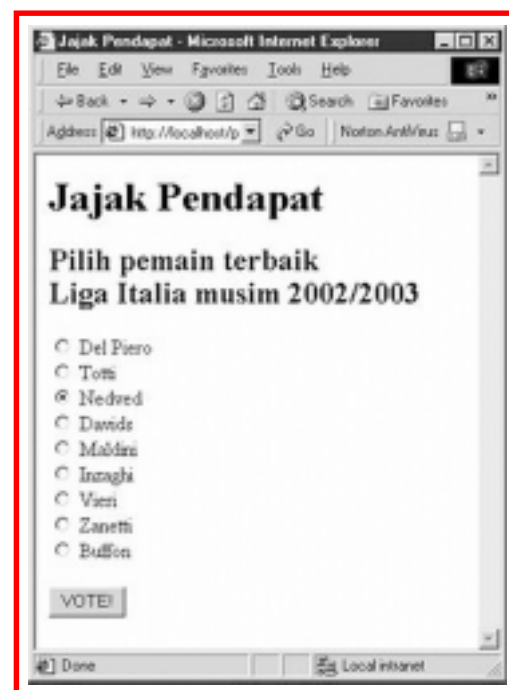 Jajak Pendapat - Microsoft Internet Explorer
File Edit View Favorites Tools Help
Back Search Favorites »
Address http://localhost/p Go Norton AntiVirus
Jajak Pendapat
Pilih pemain terbaik
Liga Italia musim 2002/2003
Del Piero
Totti
Nedved
Davids
Maldini
Inzaghi
Vieri
Zanetti
Buffon
VOTE!
Done Local intranet